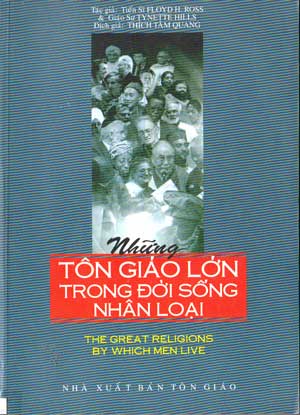 Tác giả: Tiến Sĩ FLOYD H. ROSS
& Giáo Sư TYNETTE HILLS
Dịch giả: THÍCH TÂM QUANG
Những
TÔN GIÁO LỚN
TRONG ĐỜI SỐNG
NHÂN LOẠI
THE GREAT RELIGIONS
BY WHICH MEN LIVE
NHÀ XUẤT BẢN TÔN GIÁO